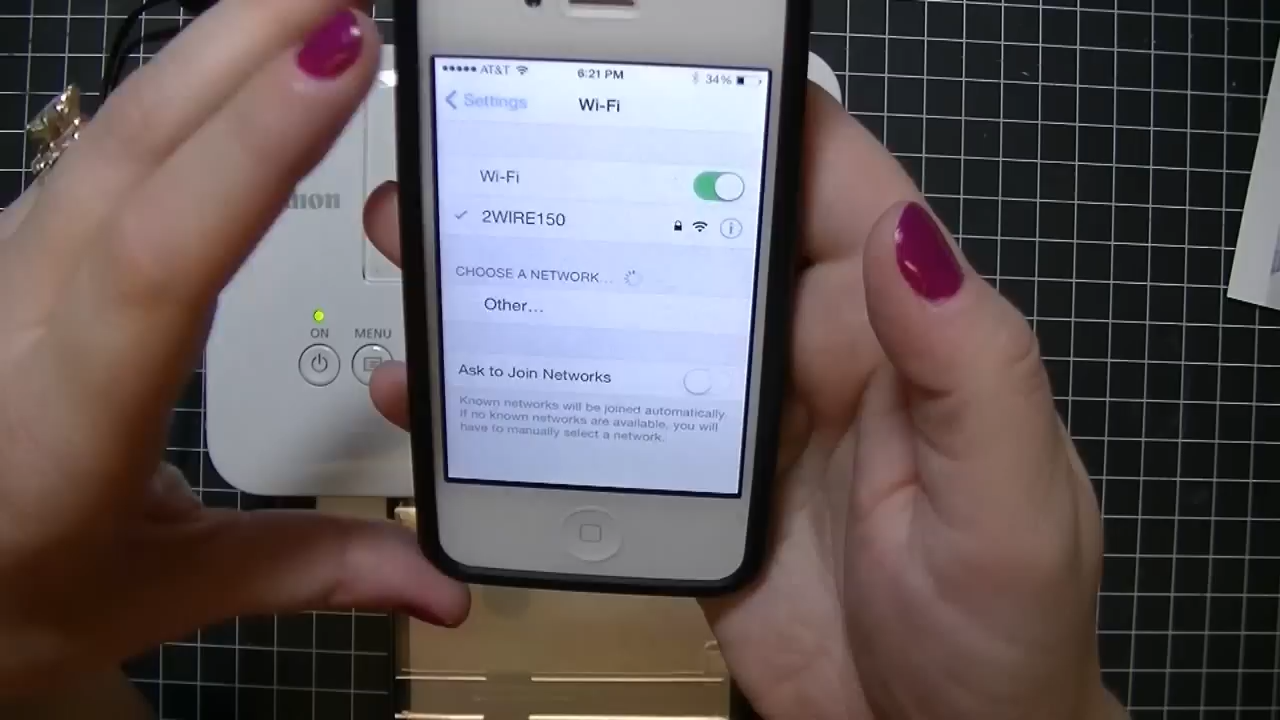 AT&T 6:21 PM 34%
Settings Wi-Fi
Wi-Fi
2WIRE150
CHOOSE A NETWORK...
Other...
Ask to Join Networks
Known networks will be joined automatically.
If no known networks are available, you will
have to manually select a network.
non
ON MENU